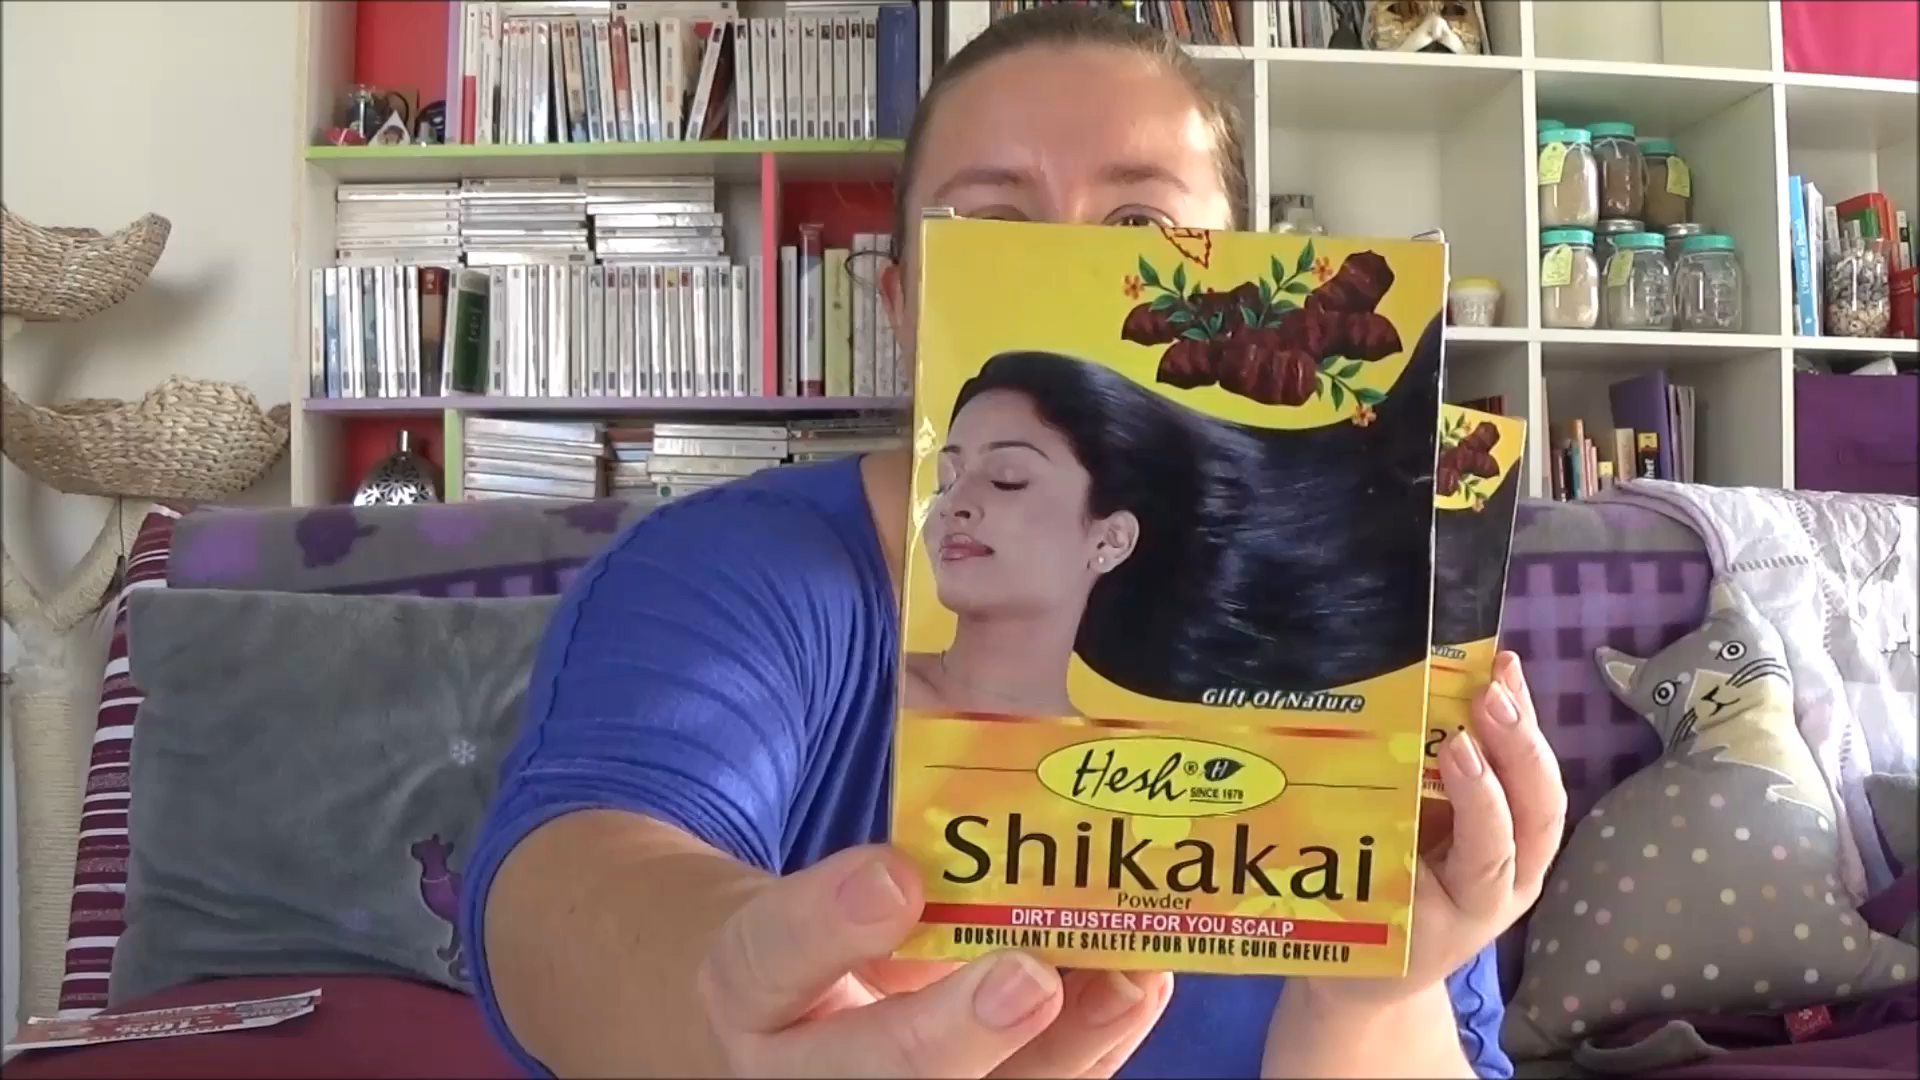 Gift Of Nature
Hesh® H
SINCE 1979
Shikakai
Powder
DIRT BUSTER FOR YOU SCALP
BOUSILLANT DE SALETÉ POUR VOTRE CUIR CHEVELU